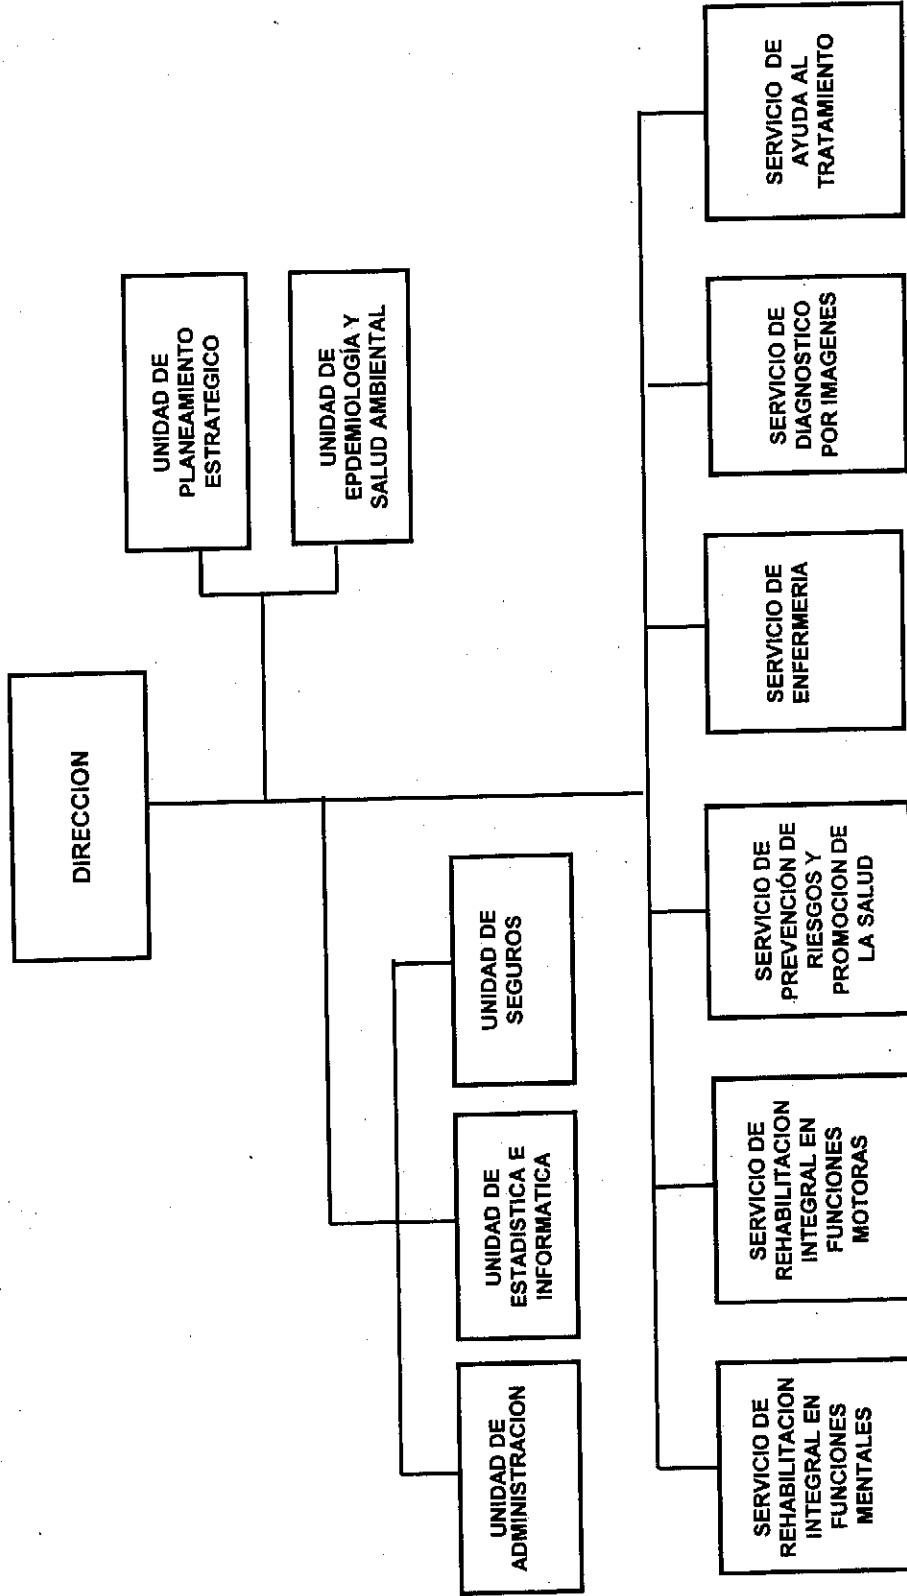 DIRECCION
UNIDAD DE
PLANEAMIENTO
ESTRATEGICO
UNIDAD DE
EPDEMIOLOGÍA Y
SALUD AMBIENTAL
UNIDAD DE
ADMINISTRACION
UNIDAD DE
ESTADISTICA E
INFORMATICA
UNIDAD DE
SEGUROS
SERVICIO DE
REHABILITACION
INTEGRAL EN
FUNCIONES
MENTALES
SERVICIO DE
REHABILITACION
INTEGRAL EN
FUNCIONES
MOTORAS
SERVICIO DE
PREVENCIÓN DE
RIESGOS Y
PROMOCION DE
LA SALUD
SERVICIO DE
ENFERMERIA
SERVICIO DE
DIAGNOSTICO
POR IMAGENES
SERVICIO DE
AYUDA AL
TRATAMIENTO